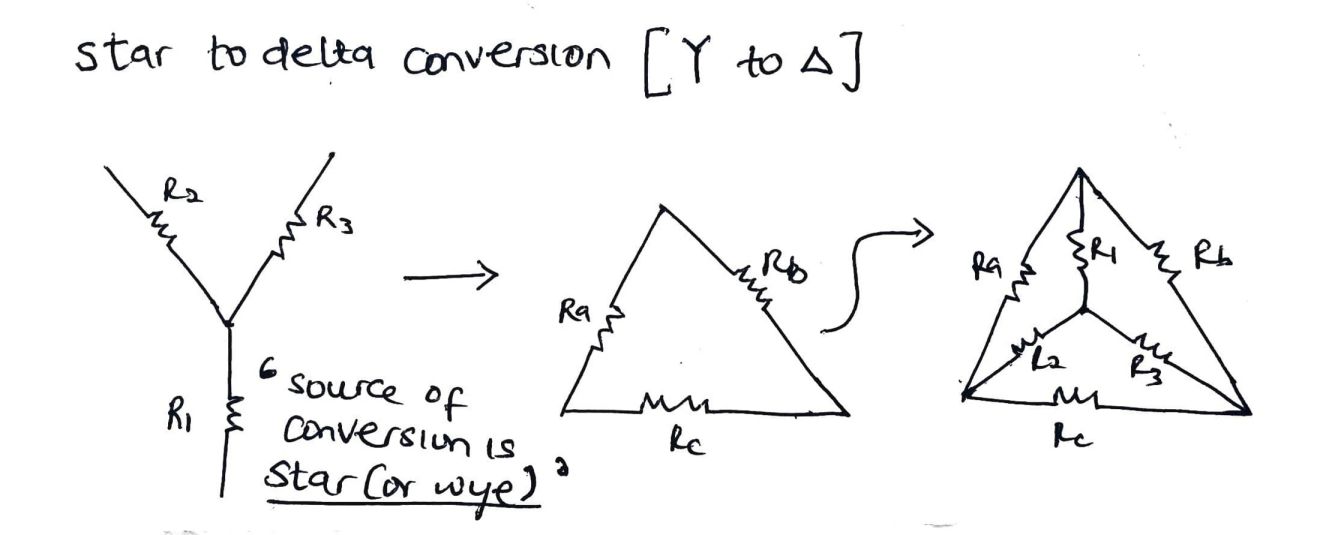 star to delta conversion [Y to Δ]
R2
R3
R1
"source of
conversion is
star (or wye)"
Ra
Rb
Rc
Ra
R1
Rb
R2
R3
Rc